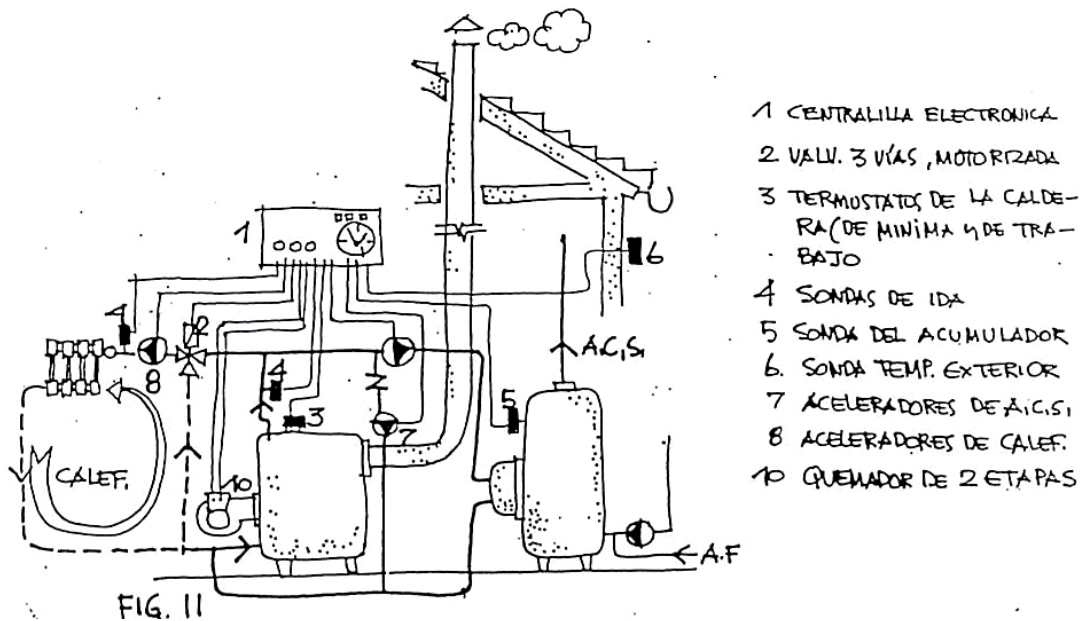 1 CENTRALILLA ELECTRONICA
2 VALV. 3 VÍAS, MOTORIZADA
3 TERMOSTATOS DE LA CALDE-
RA (DE MINIMA Y DE TRA-
BAJO
4 SONDAS DE IDA
5 SONDA DEL ACUMULADOR
6. SONDA TEMP. EXTERIOR
7 ACELERADORES DE A.C.S.
8 ACELERADORES DE CALEF.
10 QUEMADOR DE 2 ETAPAS
1
6
4
2
8
4
3
7
5
A.C.S.
10
CALEF.
A.F
FIG. 11